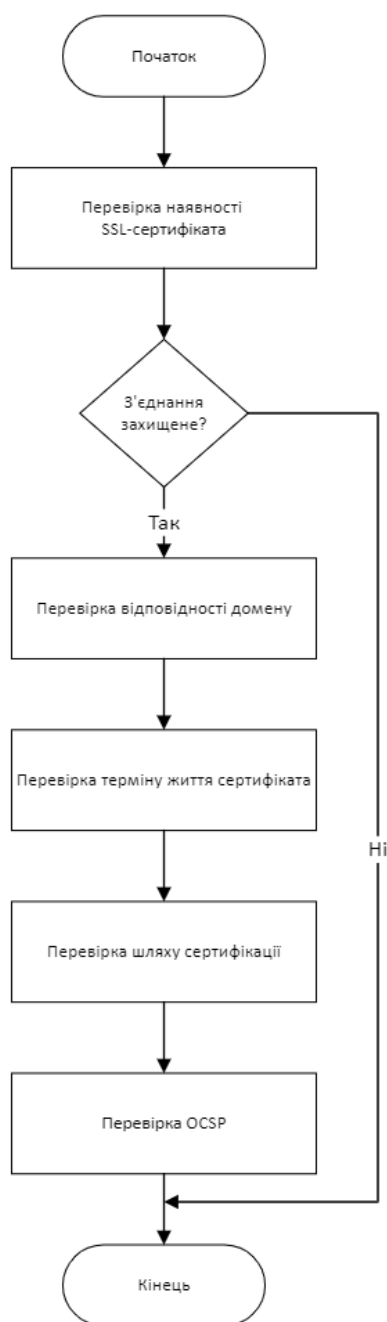 Початок
Перевірка наявності
SSL-сертифіката
З'єднання
захищене?
Так
Перевірка відповідності домену
Перевірка терміну життя сертифіката
Ні
Перевірка шляху сертифікації
Перевірка OCSP
Кінець